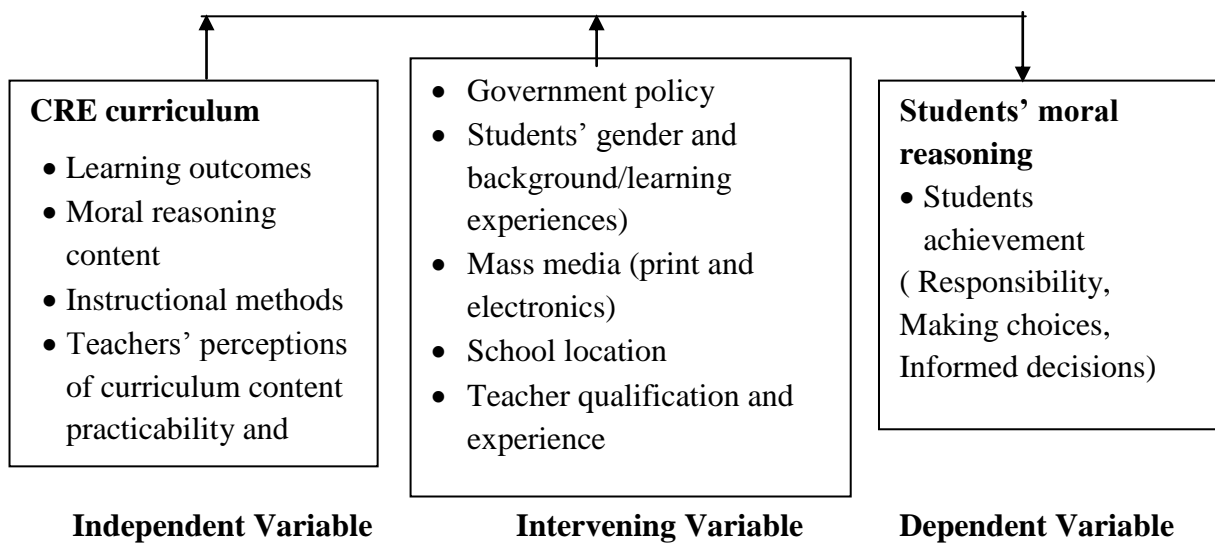 CRE curriculum
• Learning outcomes
• Moral reasoning
content
• Instructional methods
• Teachers’ perceptions
of curriculum content
practicability and
• Government policy
• Students’ gender and
background/learning
experiences)
• Mass media (print and
electronics)
• School location
• Teacher qualification and
experience
Students’ moral
reasoning
• Students
achievement
( Responsibility,
Making choices,
Informed decisions)
Independent Variable
Intervening Variable
Dependent Variable